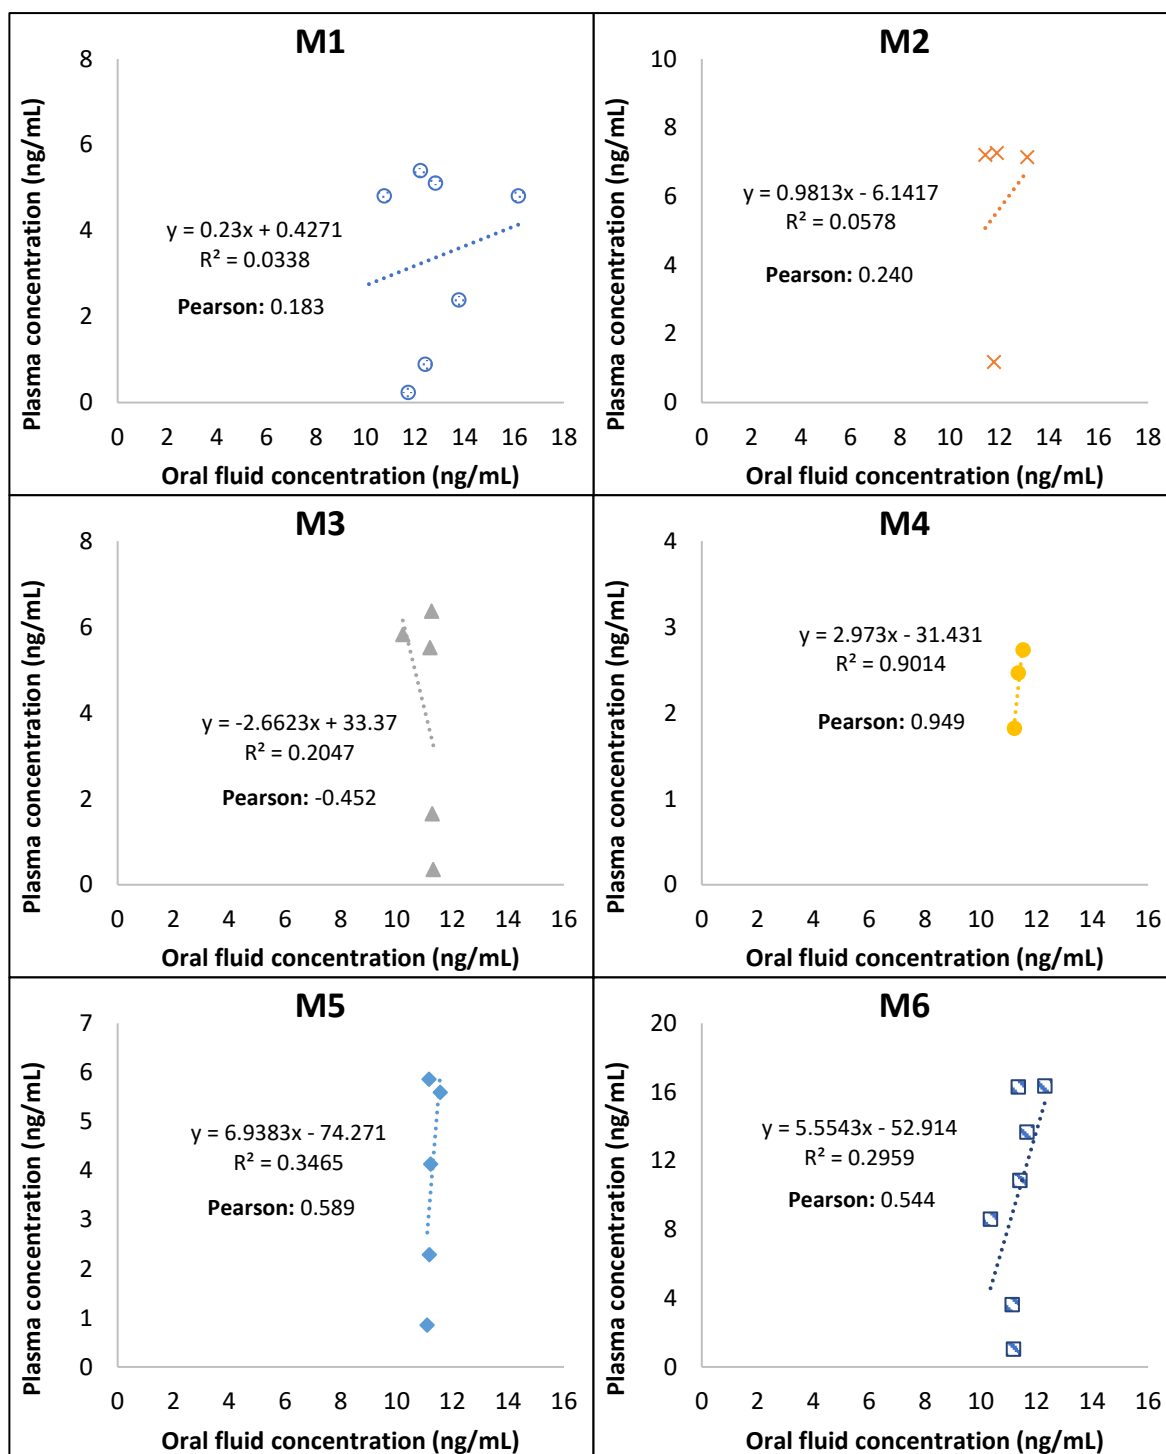 M1
Plasma concentration (ng/mL)
8
6
4
2
0
y = 0.23x + 0.4271
R² = 0.0338
Pearson: 0.183
0 2 4 6 8 10 12 14 16 18
Oral fluid concentration (ng/mL)
M2
Plasma concentration (ng/mL)
10
8
6
4
2
0
y = 0.9813x - 6.1417
R² = 0.0578
Pearson: 0.240
0 2 4 6 8 10 12 14 16 18
Oral fluid concentration (ng/mL)
M3
Plasma concentration (ng/mL)
8
6
4
2
0
y = -2.6623x + 33.37
R² = 0.2047
Pearson: -0.452
0 2 4 6 8 10 12 14 16
Oral fluid concentration (ng/mL)
M4
Plasma concentration (ng/mL)
4
3
2
1
0
y = 2.973x - 31.431
R² = 0.9014
Pearson: 0.949
0 2 4 6 8 10 12 14 16
Oral fluid concentration (ng/mL)
M5
Plasma concentration (ng/mL)
7
6
5
4
3
2
1
0
y = 6.9383x - 74.271
R² = 0.3465
Pearson: 0.589
0 2 4 6 8 10 12 14 16
Oral fluid concentration (ng/mL)
M6
Plasma concentration (ng/mL)
20
16
12
8
4
0
y = 5.5543x - 52.914
R² = 0.2959
Pearson: 0.544
0 2 4 6 8 10 12 14 16
Oral fluid concentration (ng/mL)